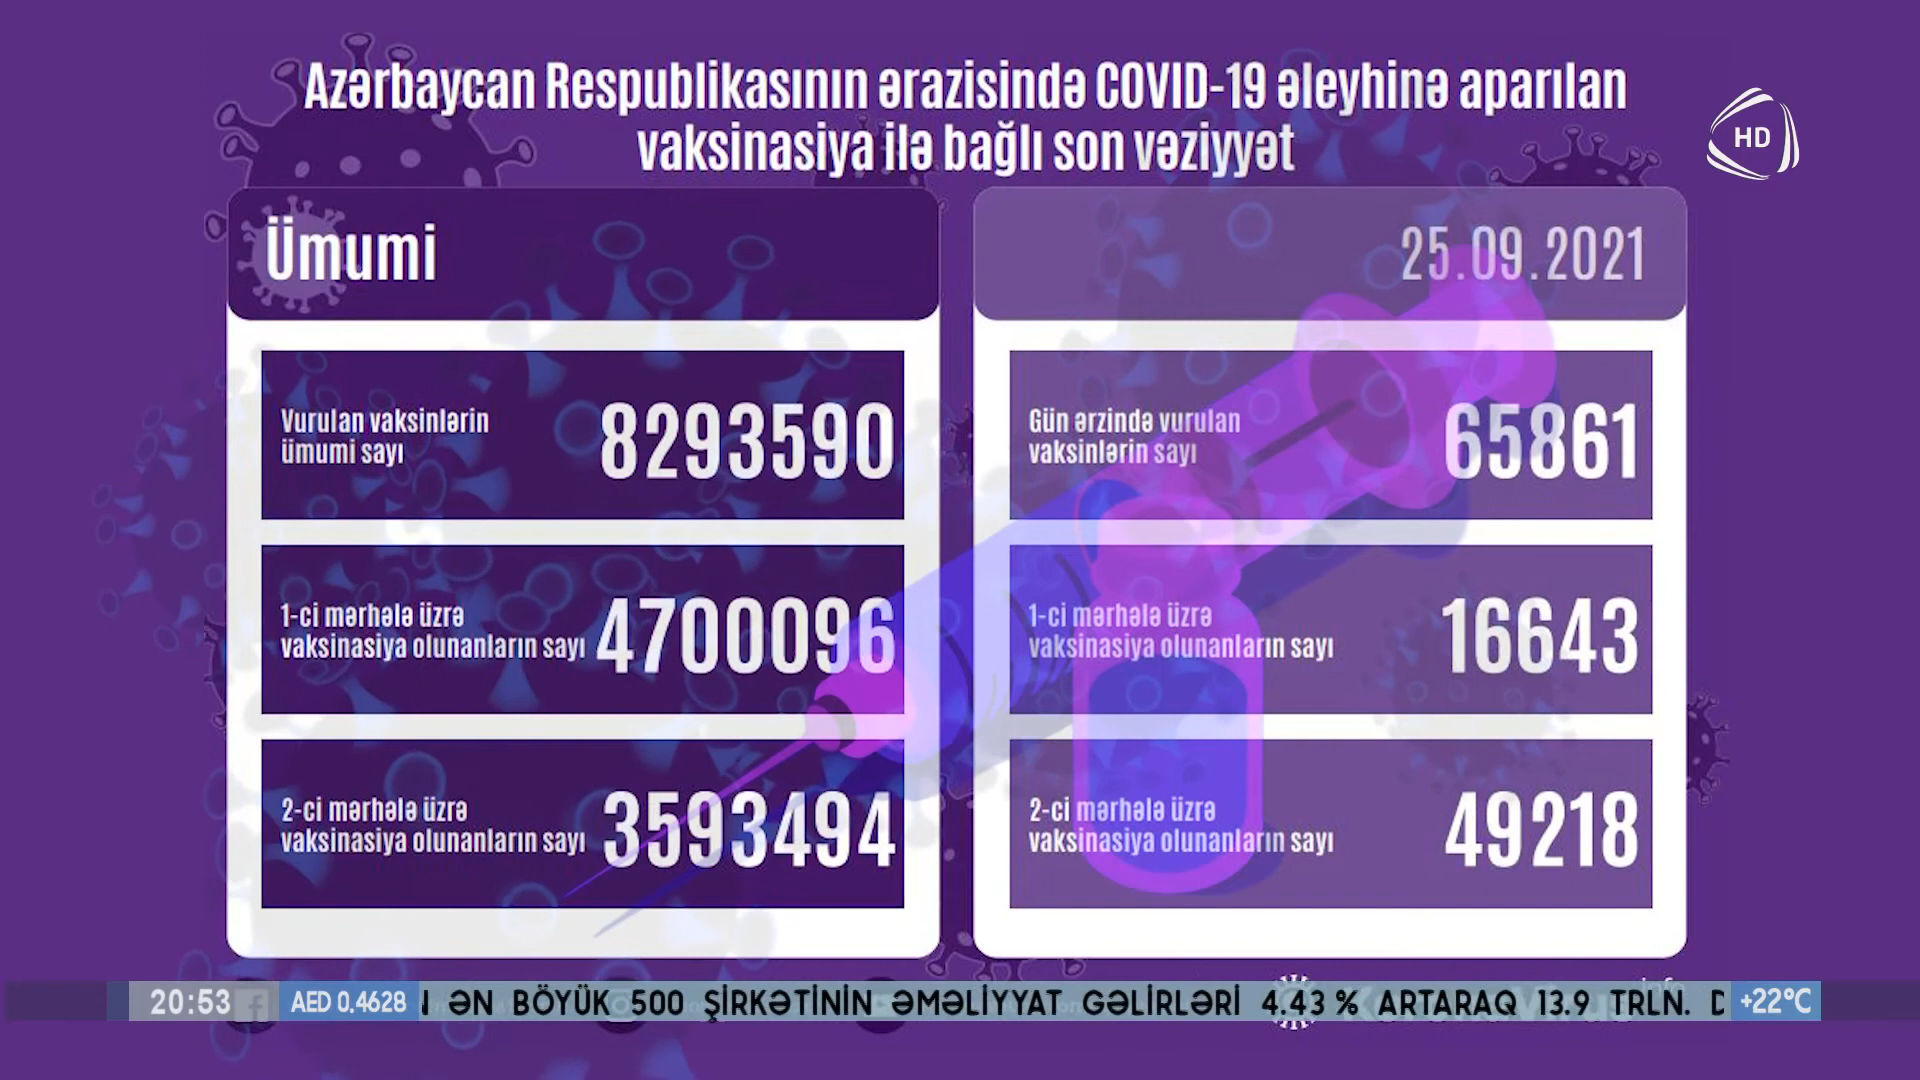 Azərbaycan Respublikasının ərazisində COVID-19 əleyhinə aparılan
vaksinasiya ilə bağlı son vəziyyət
HD
Ümumi
Vurulan vaksinlərin
ümumi sayı
8293590
1-ci mərhələ üzrə
vaksinasiya olunanların sayı
4700096
2-ci mərhələ üzrə
vaksinasiya olunanların sayı
3593494
25.09.2021
Gün ərzində vurulan
vaksinlərin sayı
65861
1-ci mərhələ üzrə
vaksinasiya olunanların sayı
16643
2-ci mərhələ üzrə
vaksinasiya olunanların sayı
49218
20:53
AED 0.4628
ƏN BÖYÜK 500 ŞİRKƏTİNİN ƏMƏLİYYAT GƏLİRLƏRİ 4.43 % ARTARAQ 13.9 TRLN.
+22°C